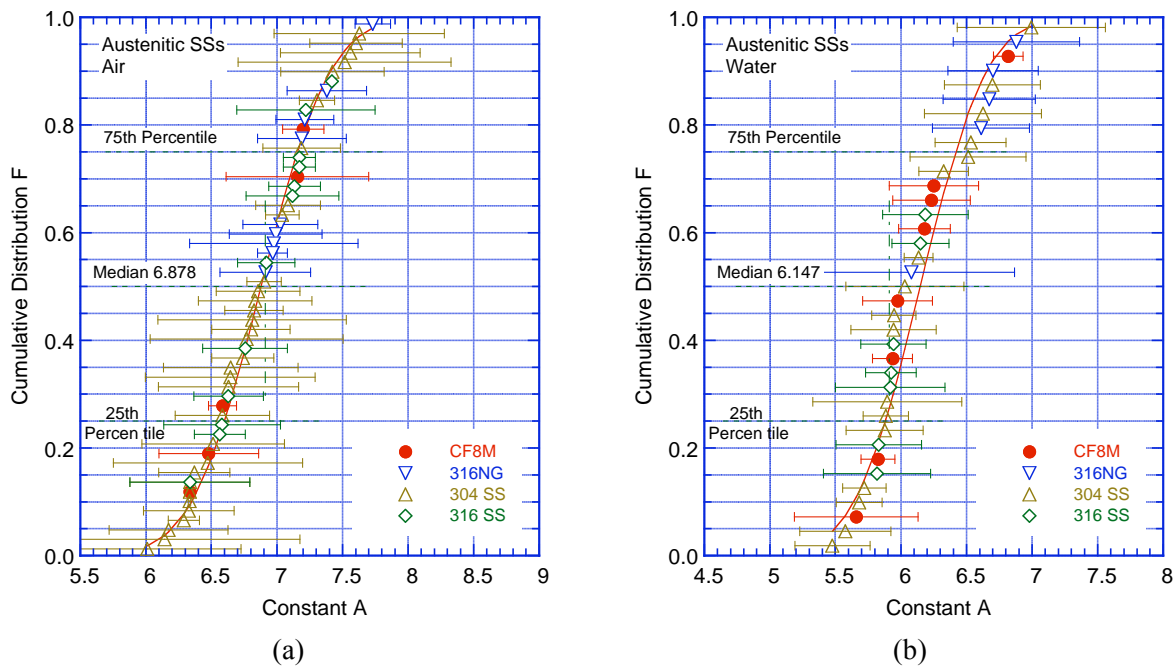 1.0
0.8
0.6
0.4
0.2
0.0
Cumulative Distribution F
Austenitic SSs
Air
75th Percentile
Median 6.878
25th
Percen tile
CF8M
316NG
304 SS
316 SS
5.5 6 6.5 7 7.5 8 8.5 9
Constant A
(a)
1.0
0.8
0.6
0.4
0.2
0.0
Cumulative Distribution F
Austenitic SSs
Water
75th Percentile
Median 6.147
25th
Percen tile
CF8M
316NG
304 SS
316 SS
4.5 5 5.5 6 6.5 7 7.5 8
Constant A
(b)